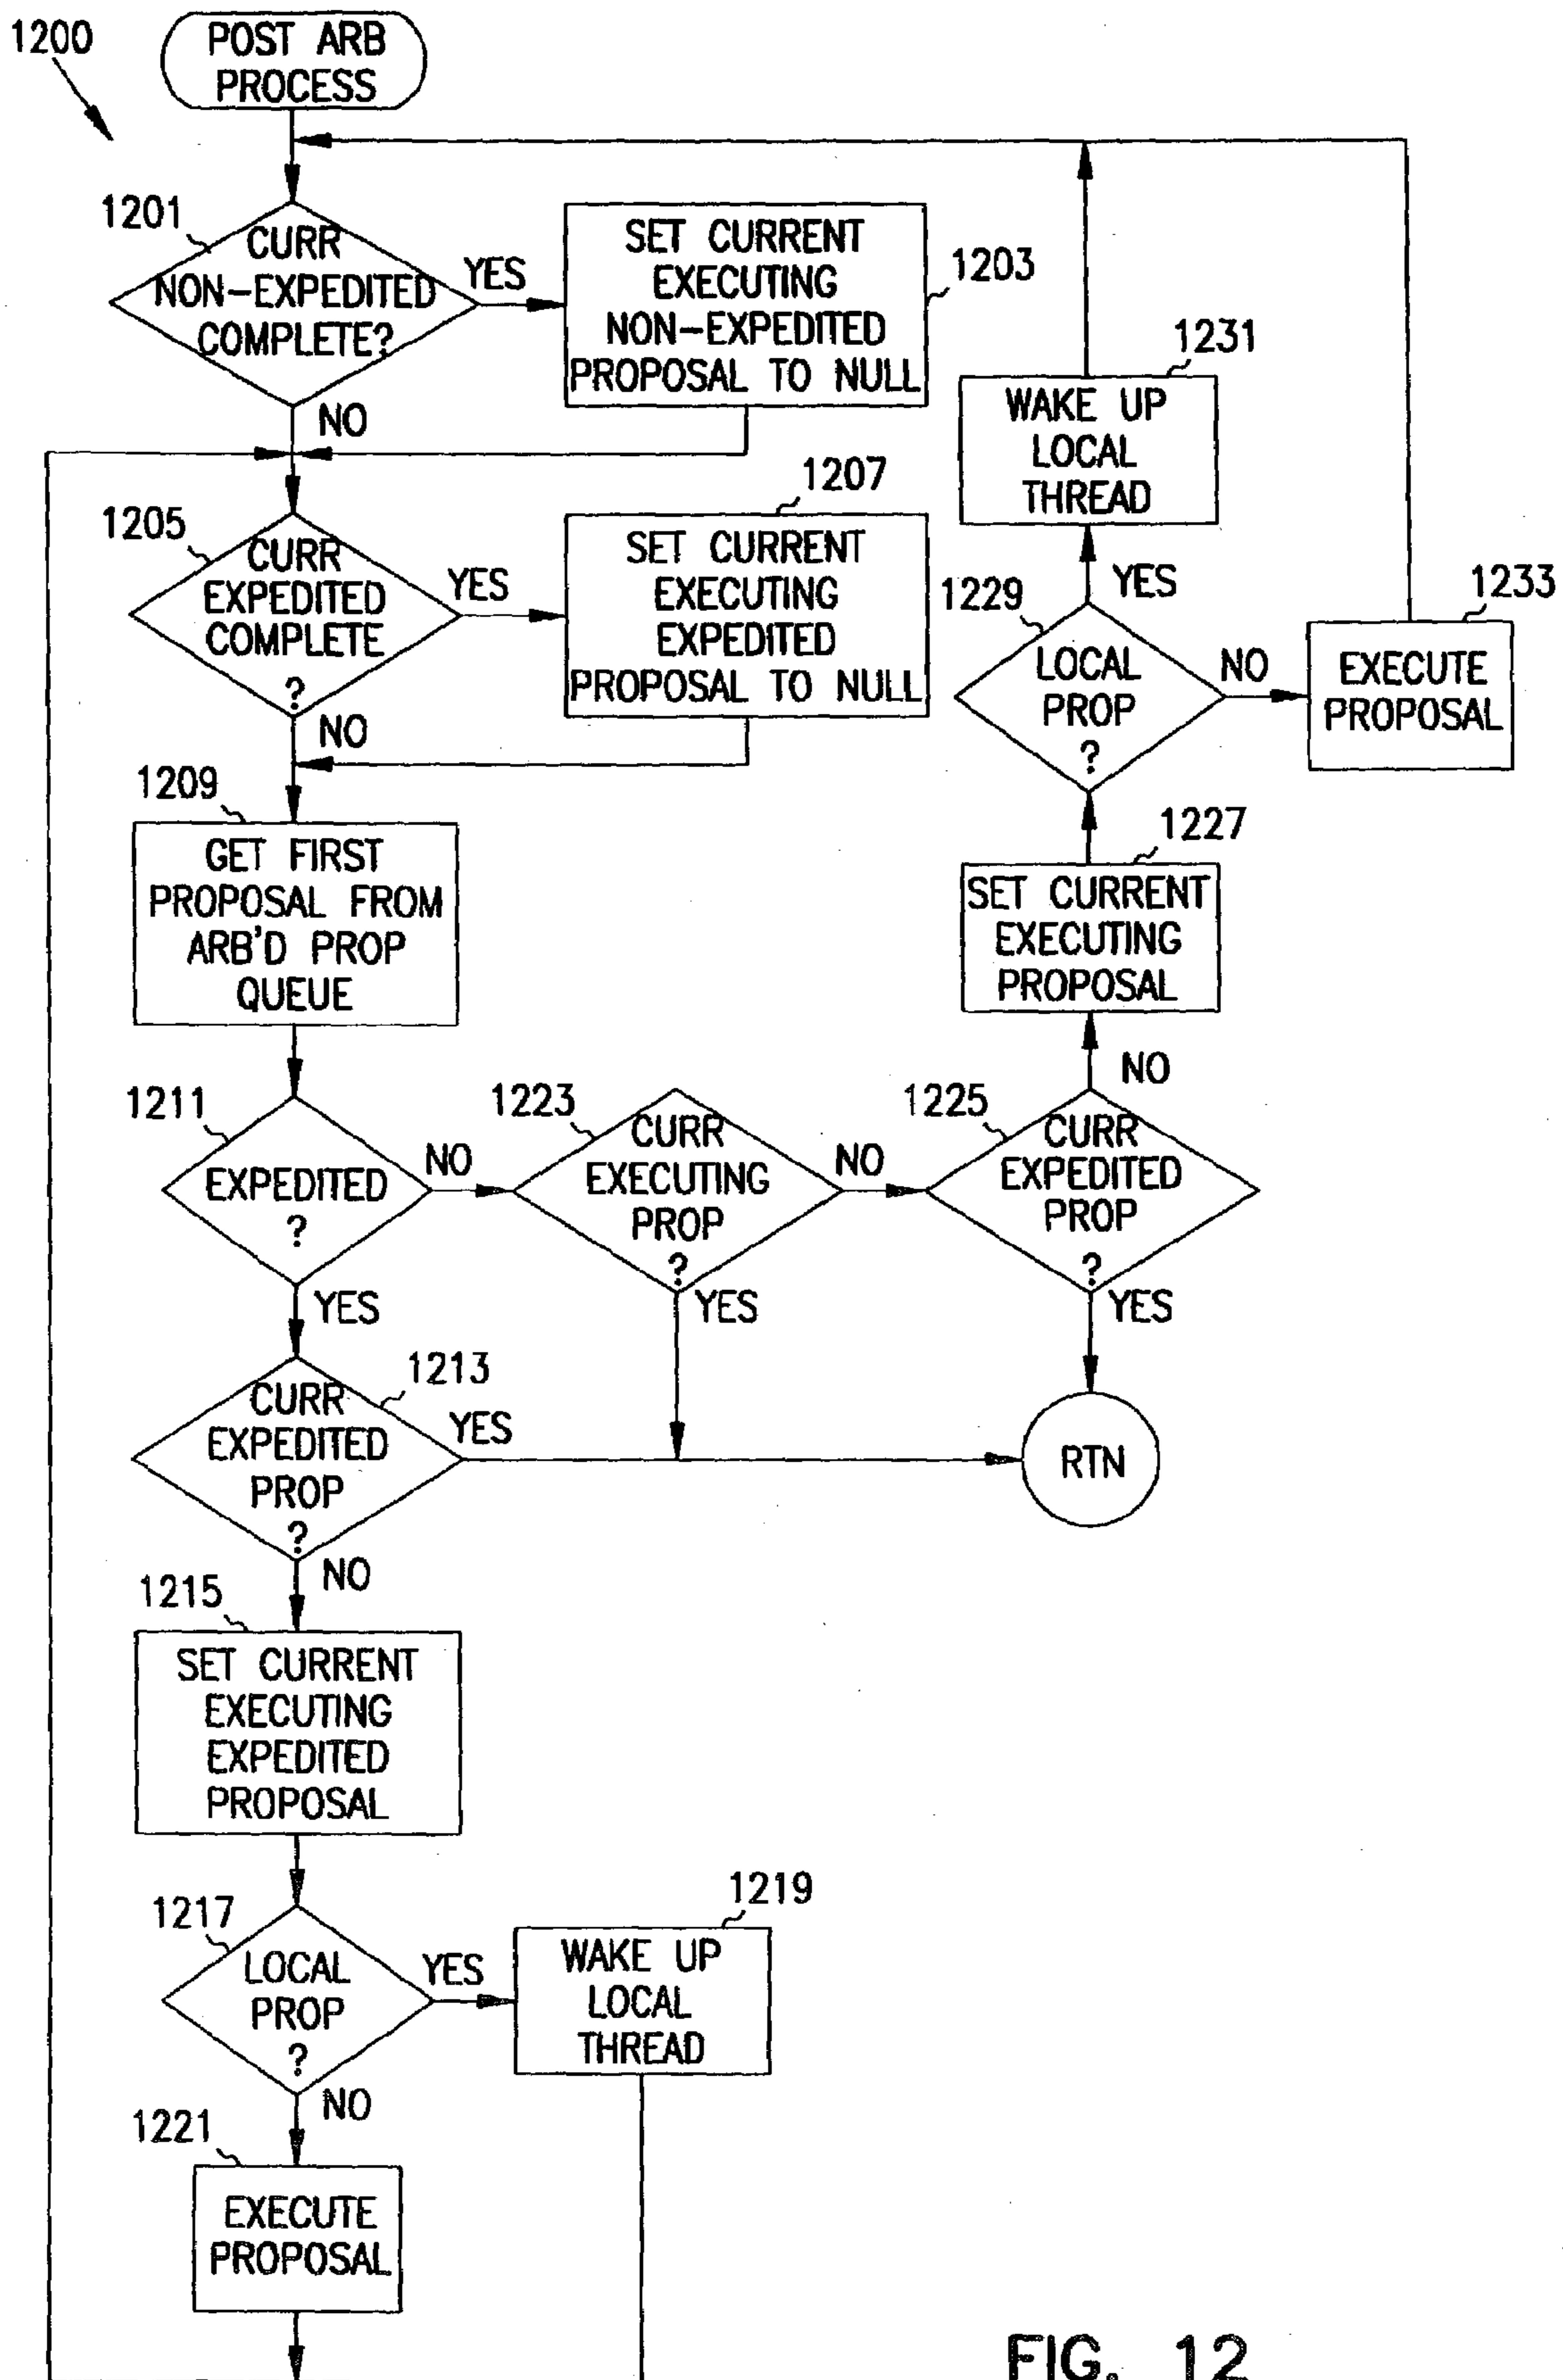 1200
POST ARB
PROCESS
1201
CURR
NON-EXPEDITED
COMPLETE?
YES
NO
SET CURRENT
EXECUTING
NON-EXPEDITED
PROPOSAL TO NULL
1203
1205
CURR
EXPEDITED
COMPLETE
?
YES
NO
1207
SET CURRENT
EXECUTING
EXPEDITED
PROPOSAL TO NULL
1231
WAKE UP
LOCAL
THREAD
YES
1229
LOCAL
PROP
?
NO
1233
EXECUTE
PROPOSAL
1209
GET FIRST
PROPOSAL FROM
ARB'D PROP
QUEUE
1227
SET CURRENT
EXECUTING
PROPOSAL
NO
1211
EXPEDITED
?
NO
YES
1223
CURR
EXECUTING
PROP
?
NO
YES
1225
CURR
EXPEDITED
PROP
?
YES
1213
CURR
EXPEDITED
PROP
?
YES
NO
RTN
1215
SET CURRENT
EXECUTING
EXPEDITED
PROPOSAL
1217
LOCAL
PROP
?
YES
NO
1219
WAKE UP
LOCAL
THREAD
1221
EXECUTE
PROPOSAL
FIG. 12